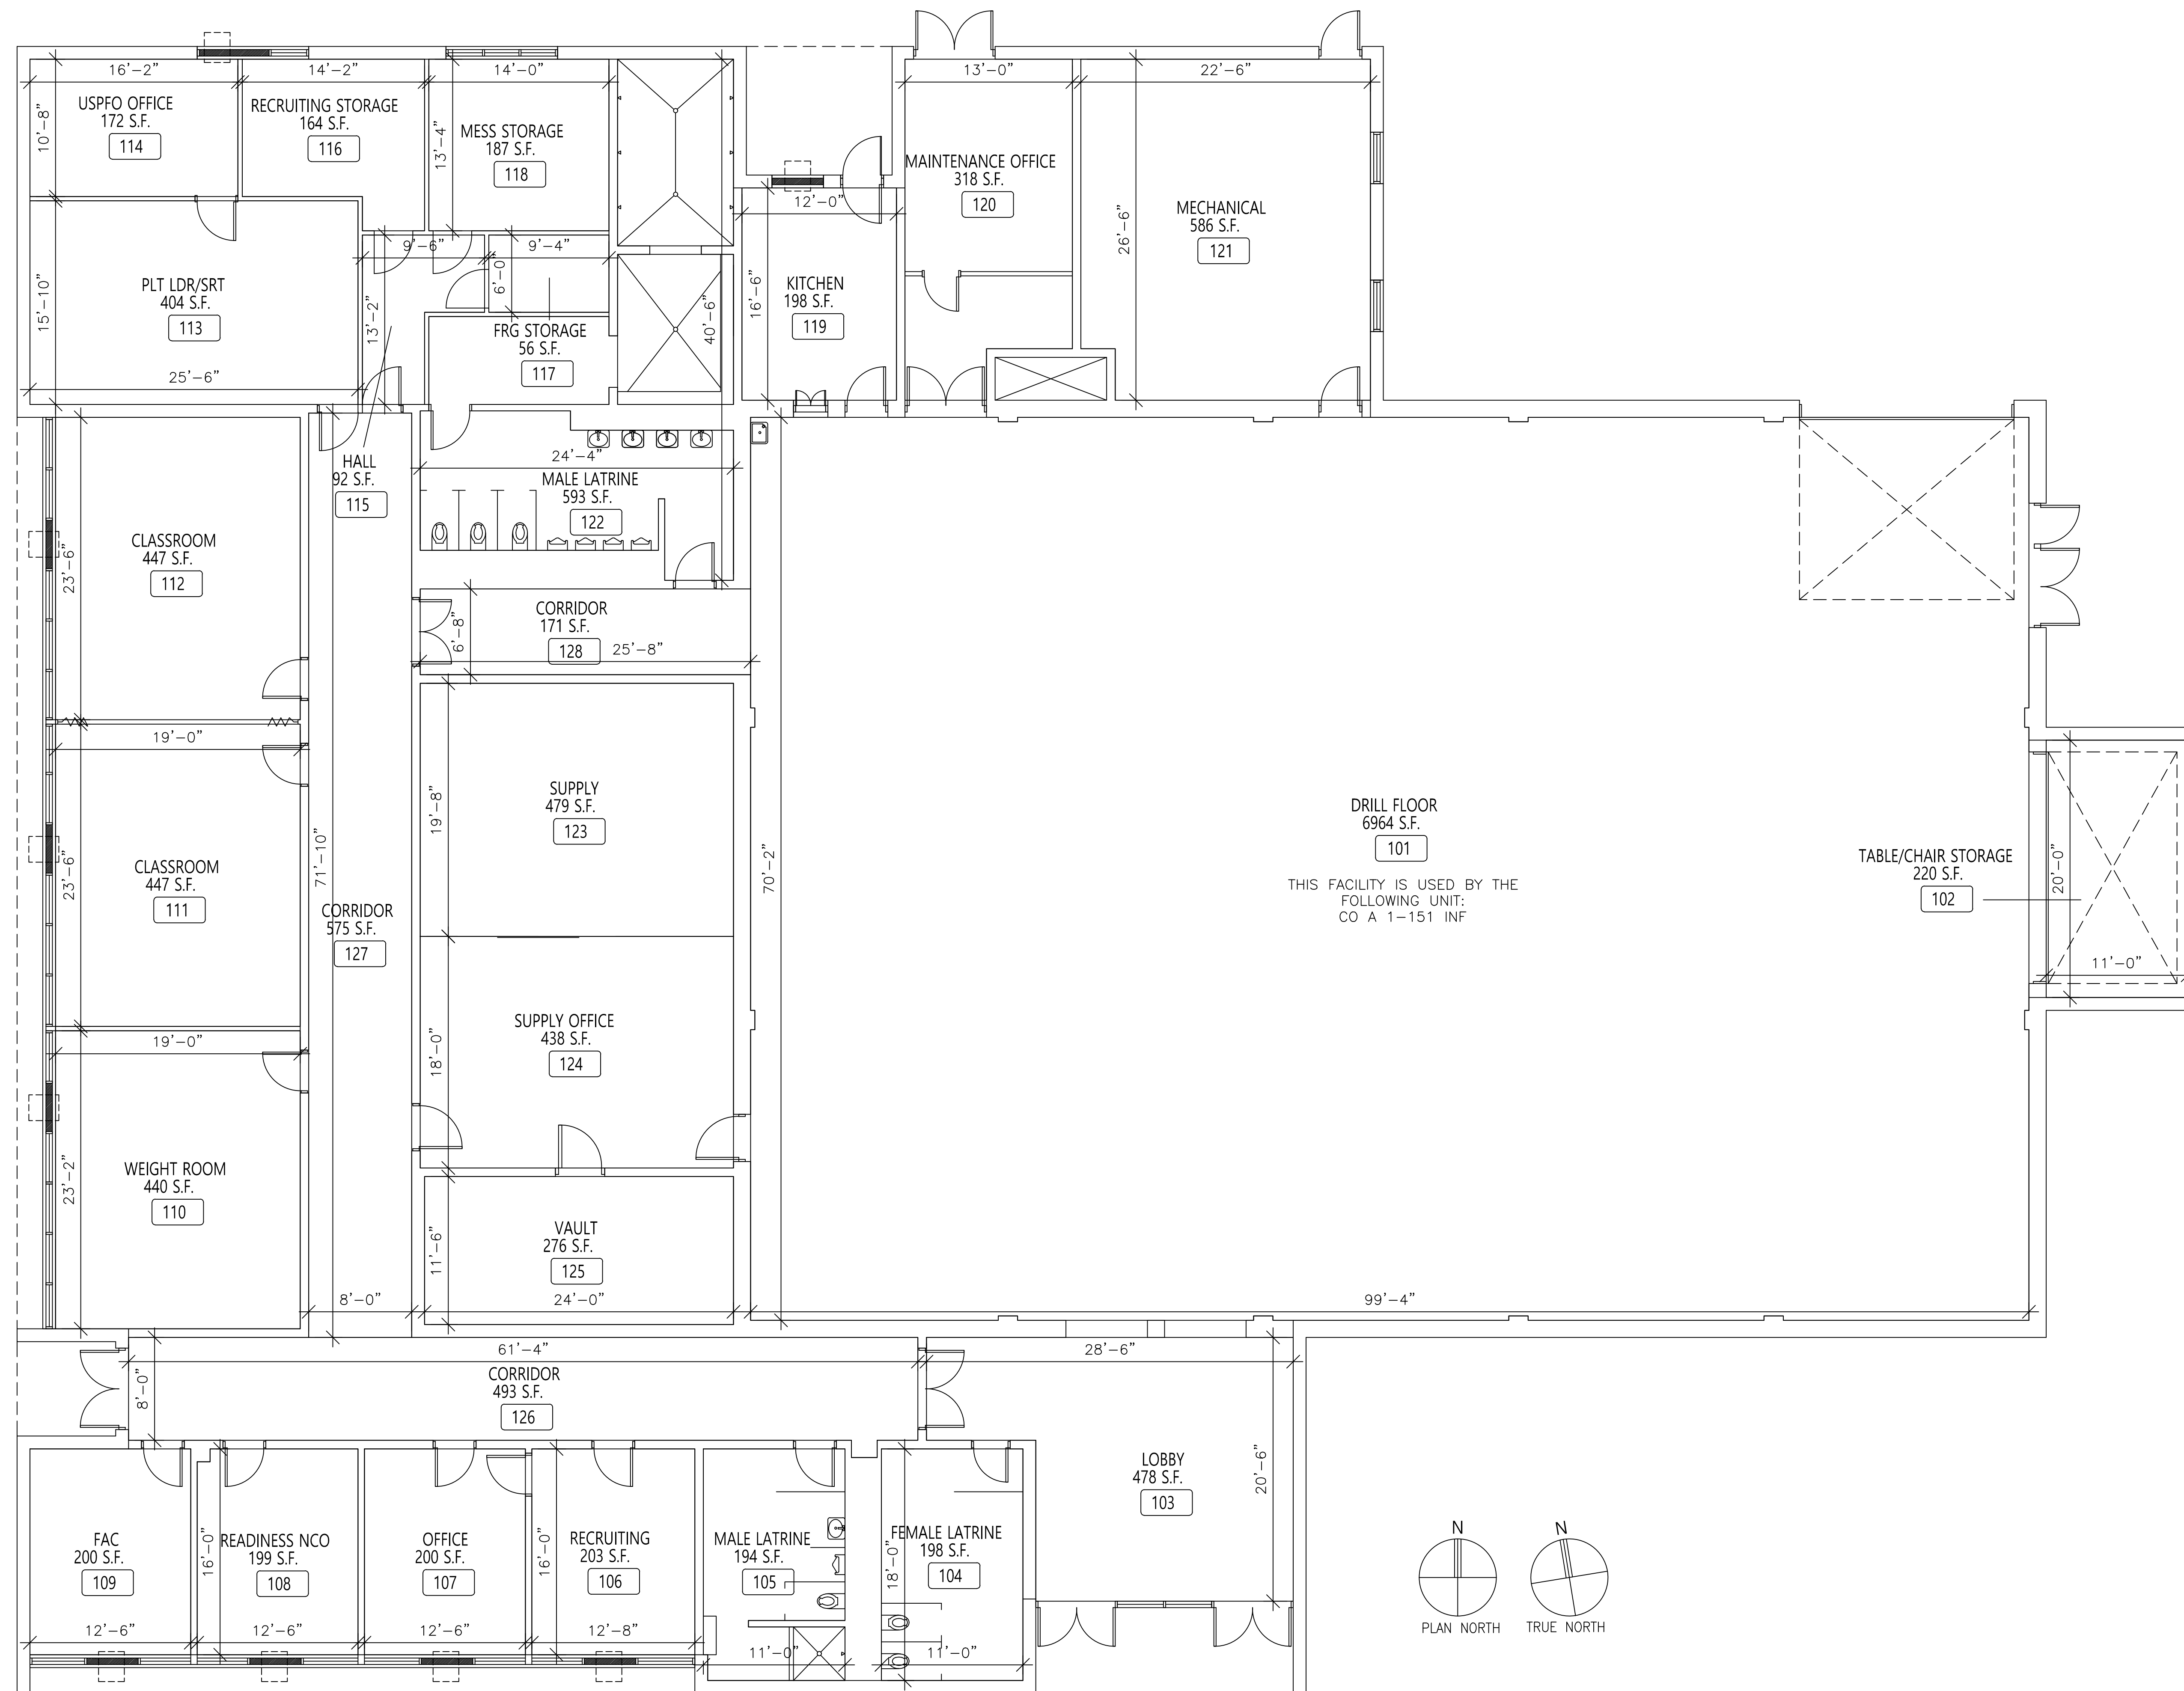 16'-2"
14'-2"
14'-0"
13'-0"
22'-6"
10'-8"
USPFO OFFICE
172 S.F.
114
RECRUITING STORAGE
164 S.F.
116
13'-4"
MESS STORAGE
187 S.F.
118
MAINTENANCE OFFICE
318 S.F.
120
12'-0"
MECHANICAL
586 S.F.
121
26'-6"
9'-6"
9'-4"
6'-0
15'-10"
PLT LDR/SRT
404 S.F.
113
13'-2"
40'-6"
16'-6"
KITCHEN
198 S.F.
119
FRG STORAGE
56 S.F.
117
25'-6"
HALL
92 S.F.
115
24'-4"
MALE LATRINE
593 S.F.
122
23'-6"
CLASSROOM
447 S.F.
112
6'-8"
CORRIDOR
171 S.F.
128
25'-8"
19'-0"
SUPPLY
479 S.F.
123
19'-8"
23'-6"
CLASSROOM
447 S.F.
111
71'-10"
70'-2"
DRILL FLOOR
6964 S.F.
101
THIS FACILITY IS USED BY THE
FOLLOWING UNIT:
CO A 1-151 INF
TABLE/CHAIR STORAGE
220 S.F.
102
20'-0"
11'-0"
CORRIDOR
575 S.F.
127
19'-0"
18'-0"
SUPPLY OFFICE
438 S.F.
124
23'-2"
WEIGHT ROOM
440 S.F.
110
11'-6"
VAULT
276 S.F.
125
8'-0"
24'-0"
99'-4"
61'-4"
28'-6"
8'-0"
CORRIDOR
493 S.F.
126
LOBBY
478 S.F.
103
20'-6"
FAC
200 S.F.
109
16'-0"
READINESS NCO
199 S.F.
108
OFFICE
200 S.F.
107
16'-0"
RECRUITING
203 S.F.
106
MALE LATRINE
194 S.F.
105
18'-0"
FEMALE LATRINE
198 S.F.
104
12'-6"
12'-6"
12'-6"
12'-8"
11'-0"
11'-0"
N
PLAN NORTH
N
TRUE NORTH